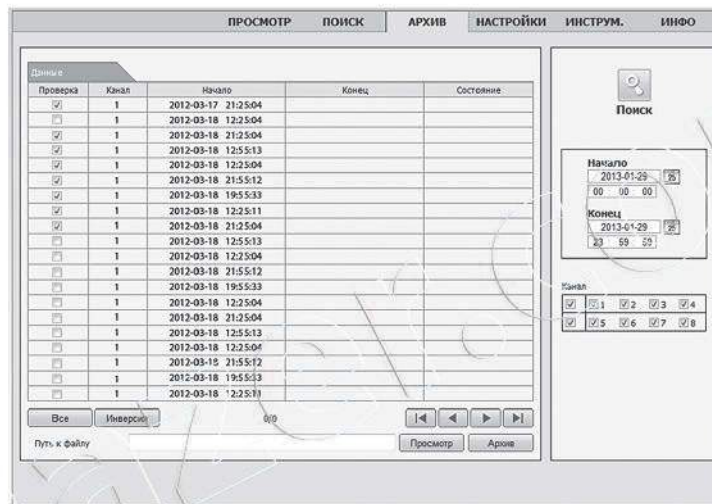 ПРОСМОТР ПОИСК АРХИВ НАСТРОЙКИ ИНСТРУМ. ИНФО
Данные
Проверка Канал Начало Конец Состояние
1 2012-03-17 21:25:04
1 2012-03-18 12:25:04
1 2012-03-18 21:25:04
1 2012-03-18 12:55:13
1 2012-03-18 12:25:04
1 2012-03-18 21:55:12
1 2012-03-18 19:55:33
1 2012-03-18 12:25:11
1 2012-03-18 21:25:04
1 2012-03-18 12:55:13
1 2012-03-18 12:25:04
1 2012-03-18 21:55:12
1 2012-03-18 19:55:33
1 2012-03-18 12:25:04
1 2012-03-18 21:25:04
1 2012-03-18 12:55:13
1 2012-03-18 12:25:04
1 2012-03-18 21:55:12
1 2012-03-18 19:55:33
1 2012-03-18 12:25:11
Все Инверсия 0/0
Путь к файлу Просмотр Архив
Поиск
Начало
2013-01-29 25
00 00 00
Конец
2013-01-29 25
23 59 59
Канал
1 2 3 4
5 6 7 8